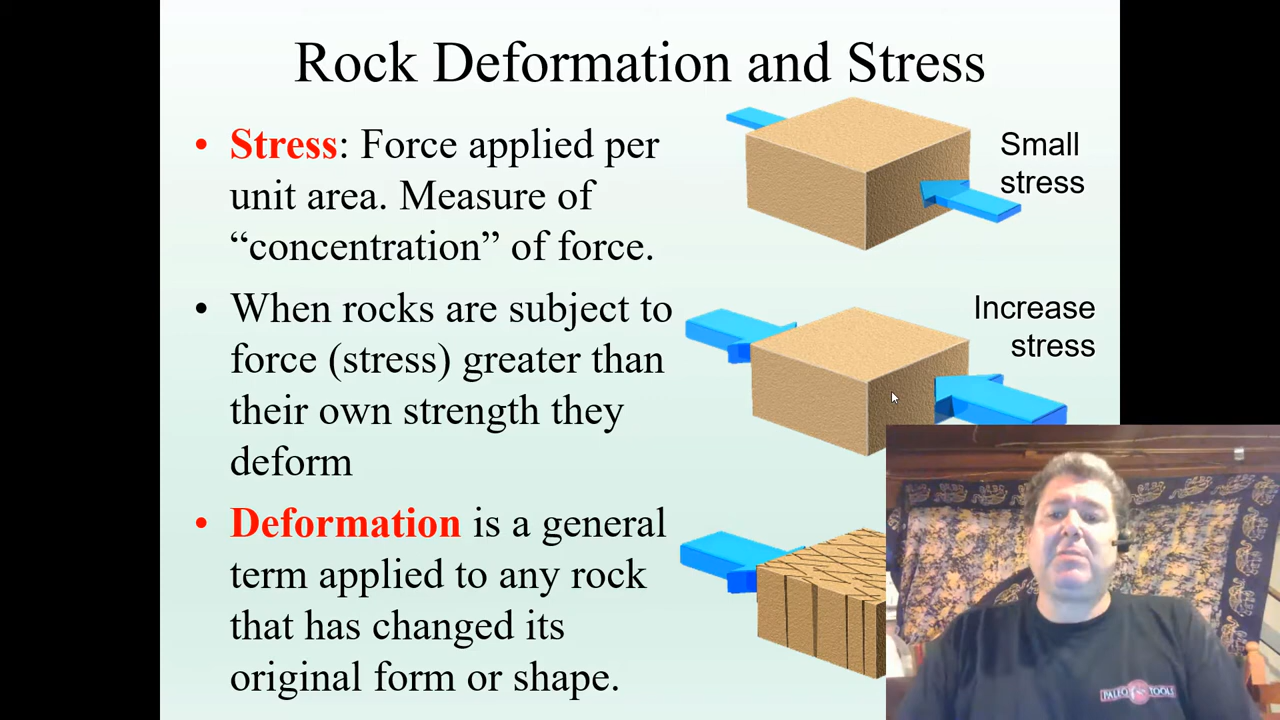 Rock Deformation and Stress
• Stress: Force applied per
unit area. Measure of
“concentration” of force.
• When rocks are subject to
force (stress) greater than
their own strength they
deform
• Deformation is a general
term applied to any rock
that has changed its
original form or shape.
Small
stress
Increase
stress
PALEO TOOLS